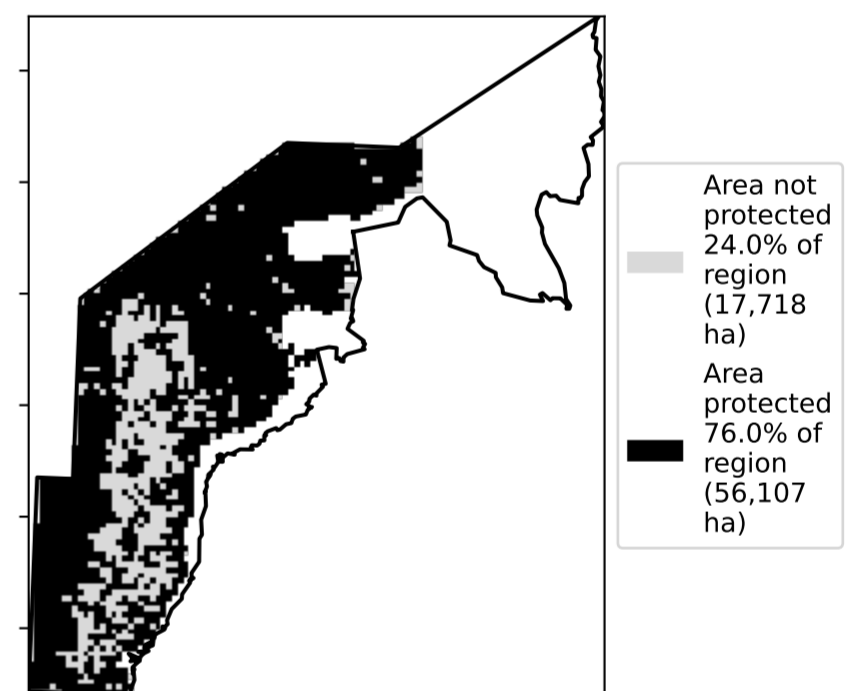 Area not
protected
24.0% of
region
(17,718
ha)
Area
protected
76.0% of
region
(56,107
ha)